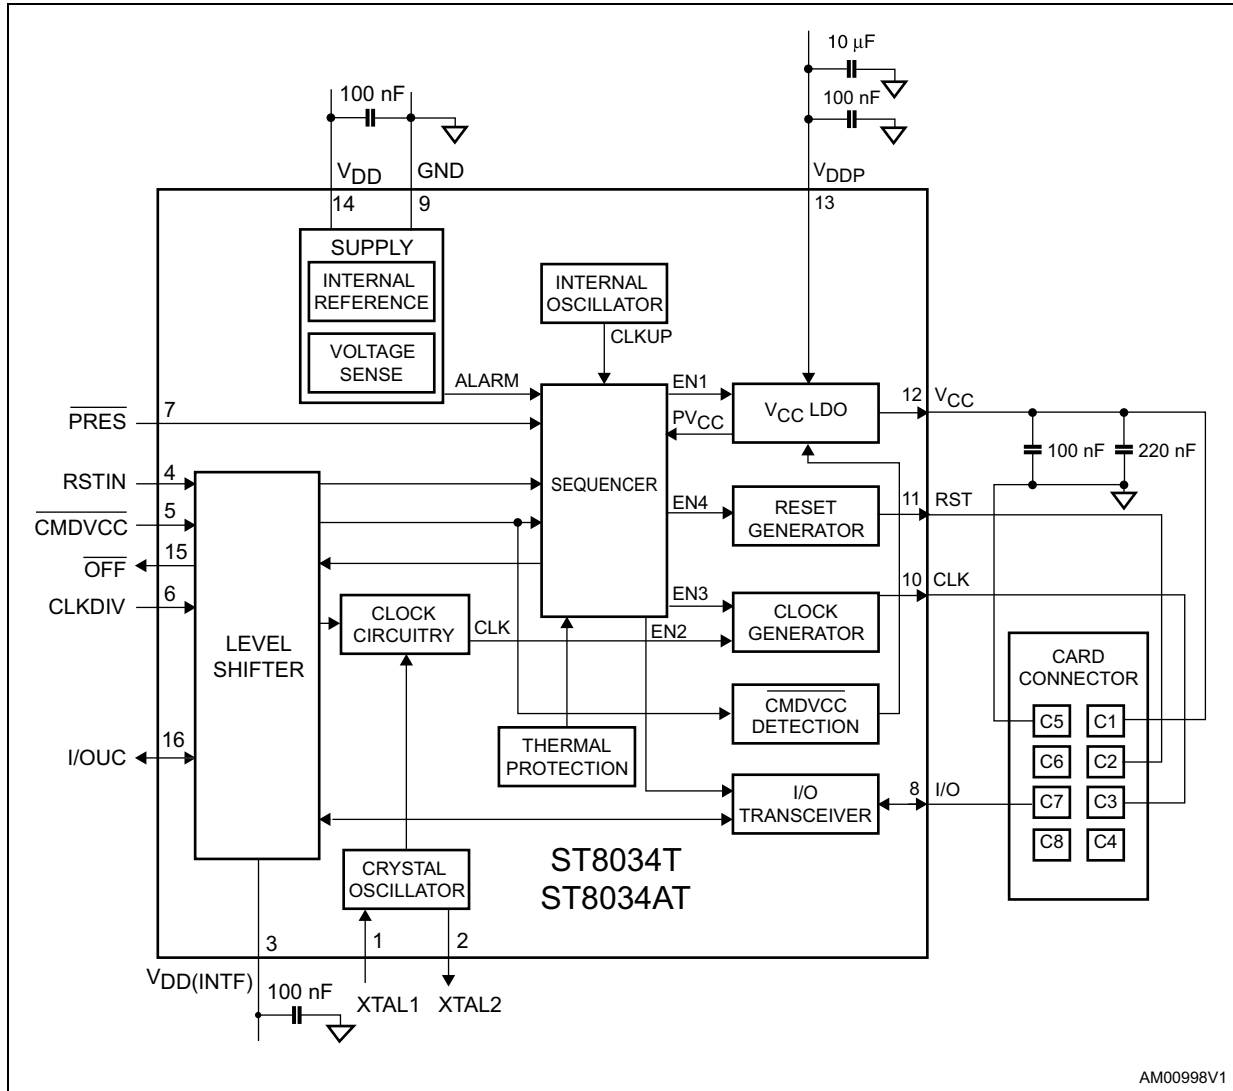 10 μF
100 nF
100 nF
VDD
GND
VDDP
14
9
13
SUPPLY
INTERNAL
REFERENCE
VOLTAGE
SENSE
INTERNAL
OSCILLATOR
CLKUP
ALARM
EN1
PVCC
VCC LDO
12
VCC
PRES
7
100 nF
220 nF
RSTIN
4
SEQUENCER
CMDVCC
5
EN4
RESET
GENERATOR
11
RST
OFF
15
CLKDIV
6
CLOCK
CIRCUITRY
CLK
EN3
EN2
CLOCK
GENERATOR
10
CLK
LEVEL
SHIFTER
CARD
CONNECTOR
CMDVCC
DETECTION
C5
C1
I/OUC
16
THERMAL
PROTECTION
C6
C2
I/O
TRANSCEIVER
8
I/O
C7
C3
C8
C4
CRYSTAL
OSCILLATOR
ST8034T
ST8034AT
3
1
2
VDD(INTF)
100 nF
XTAL1
XTAL2
AM00998V1